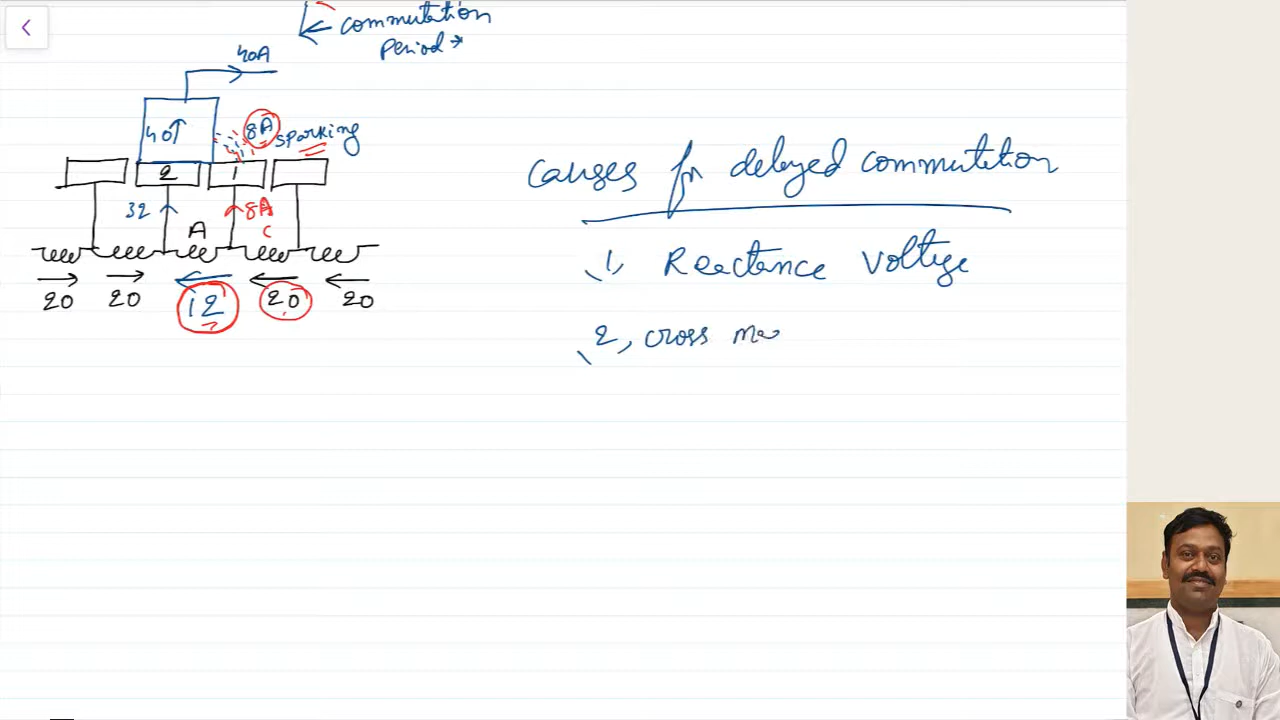 commutation
period →
40A
40↑
8A sparking
2 1
32 8A
A C
20 20 12 20 20
causes for delayed commutation
1, Reactance voltage
2, cross